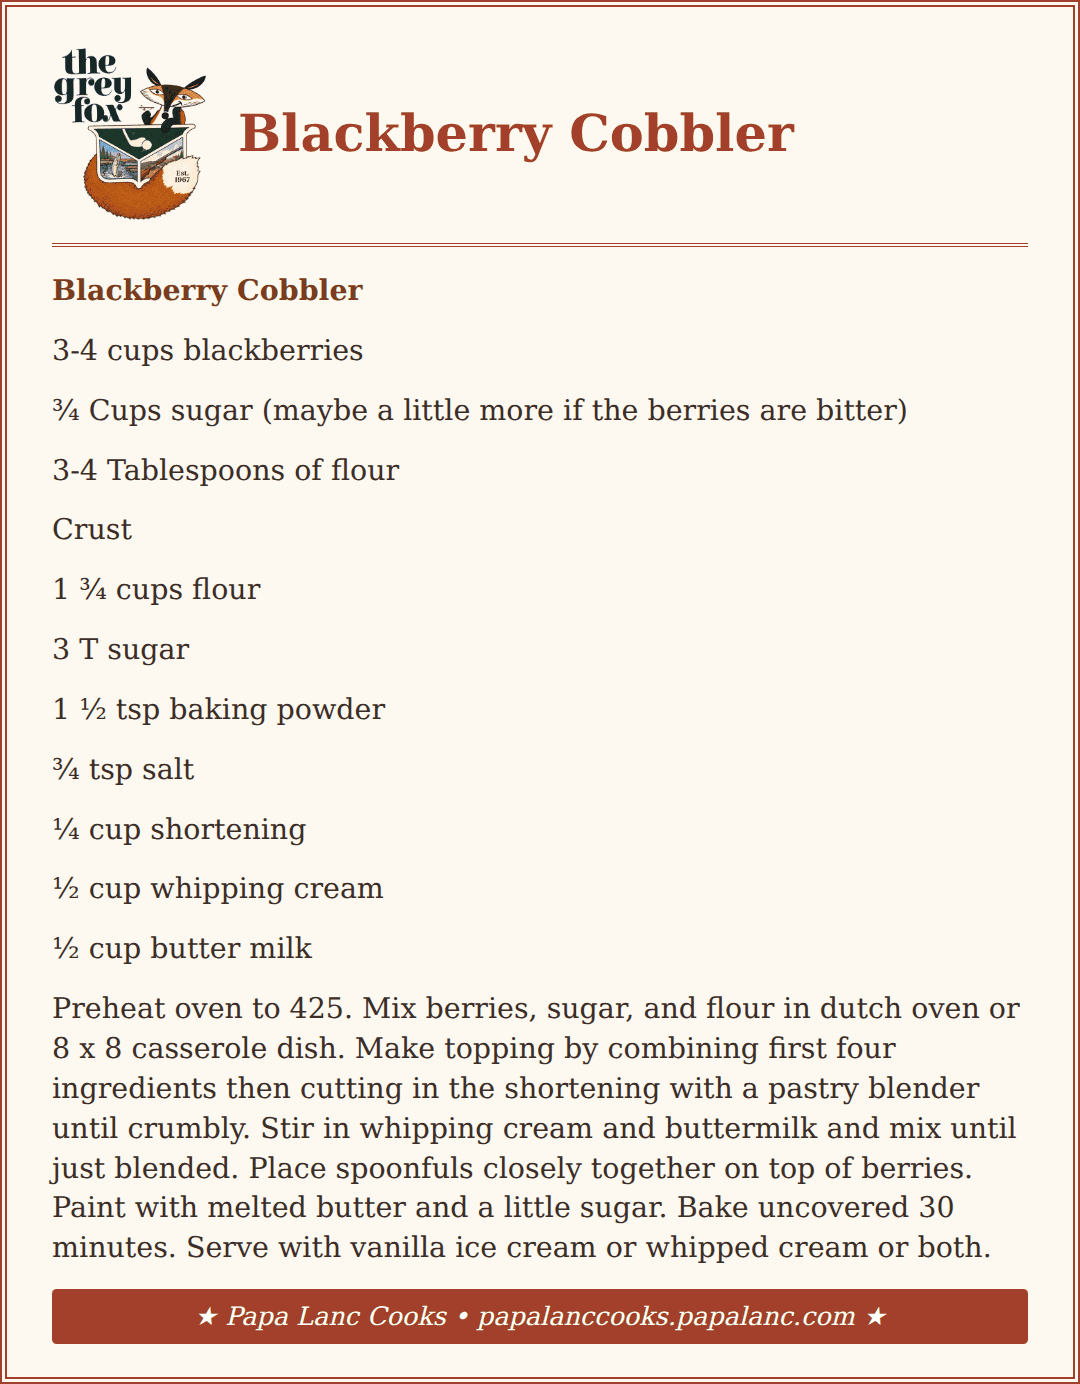 the
grey
fox
Est.
1967
Blackberry Cobbler
Blackberry Cobbler
3-4 cups blackberries
¾ Cups sugar (maybe a little more if the berries are bitter)
3-4 Tablespoons of flour
Crust
1 ¾ cups flour
3 T sugar
1 ½ tsp baking powder
¾ tsp salt
¼ cup shortening
½ cup whipping cream
½ cup butter milk
Preheat oven to 425. Mix berries, sugar, and flour in dutch oven or
8 x 8 casserole dish. Make topping by combining first four
ingredients then cutting in the shortening with a pastry blender
until crumbly. Stir in whipping cream and buttermilk and mix until
just blended. Place spoonfuls closely together on top of berries.
Paint with melted butter and a little sugar. Bake uncovered 30
minutes. Serve with vanilla ice cream or whipped cream or both.
★ Papa Lanc Cooks • papalanccooks.papalanc.com ★